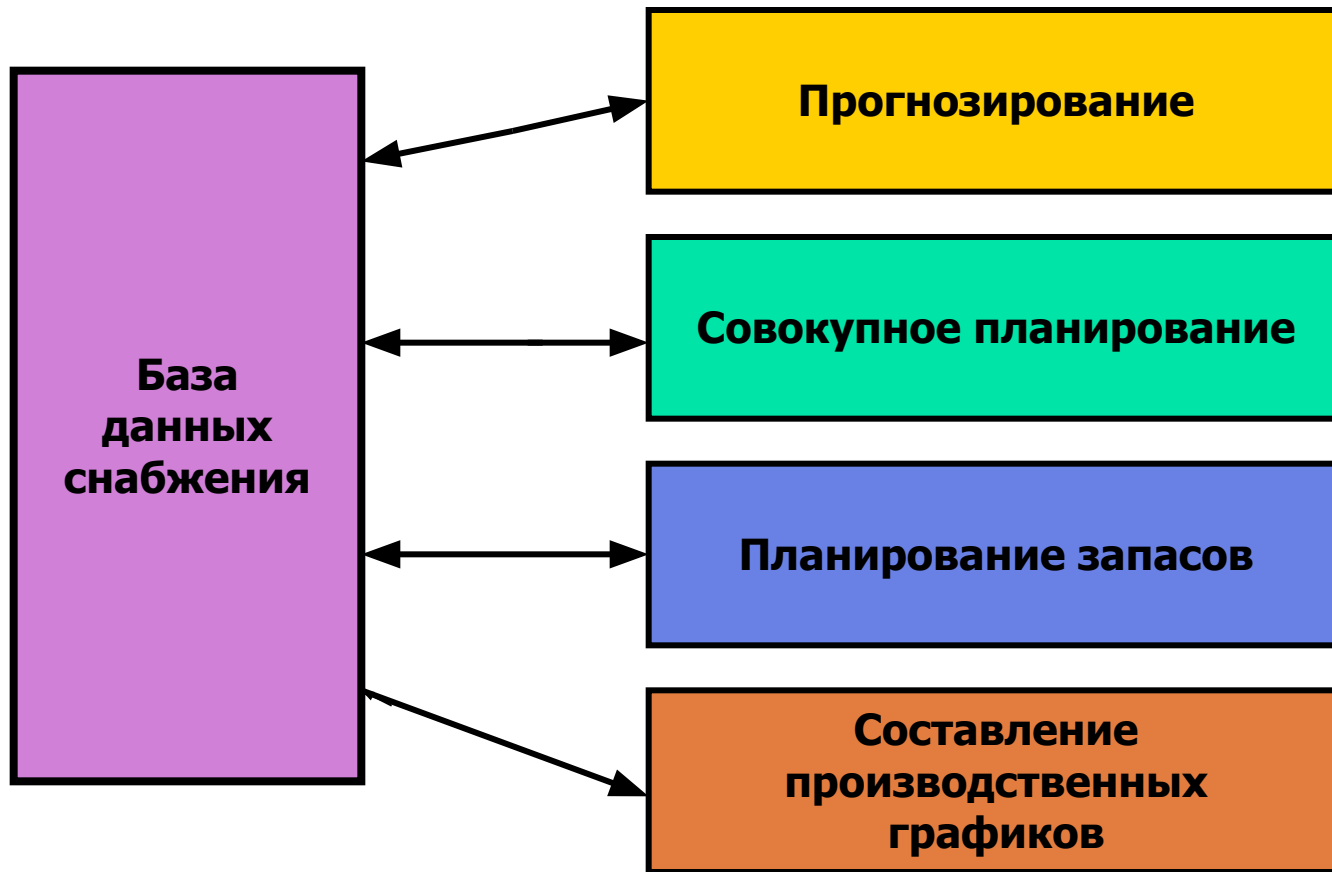 База
данных
снабжения
Прогнозирование
Совокупное планирование
Планирование запасов
Составление
производственных
графиков